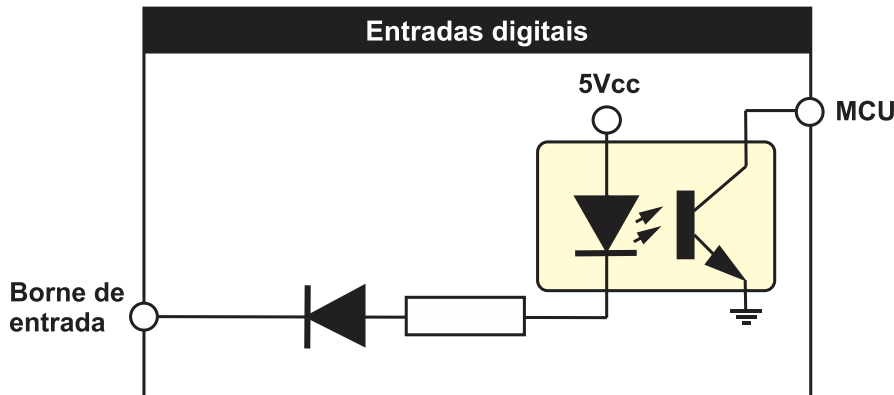 Entradas digitais
5Vcc
MCU
Borne de
entrada